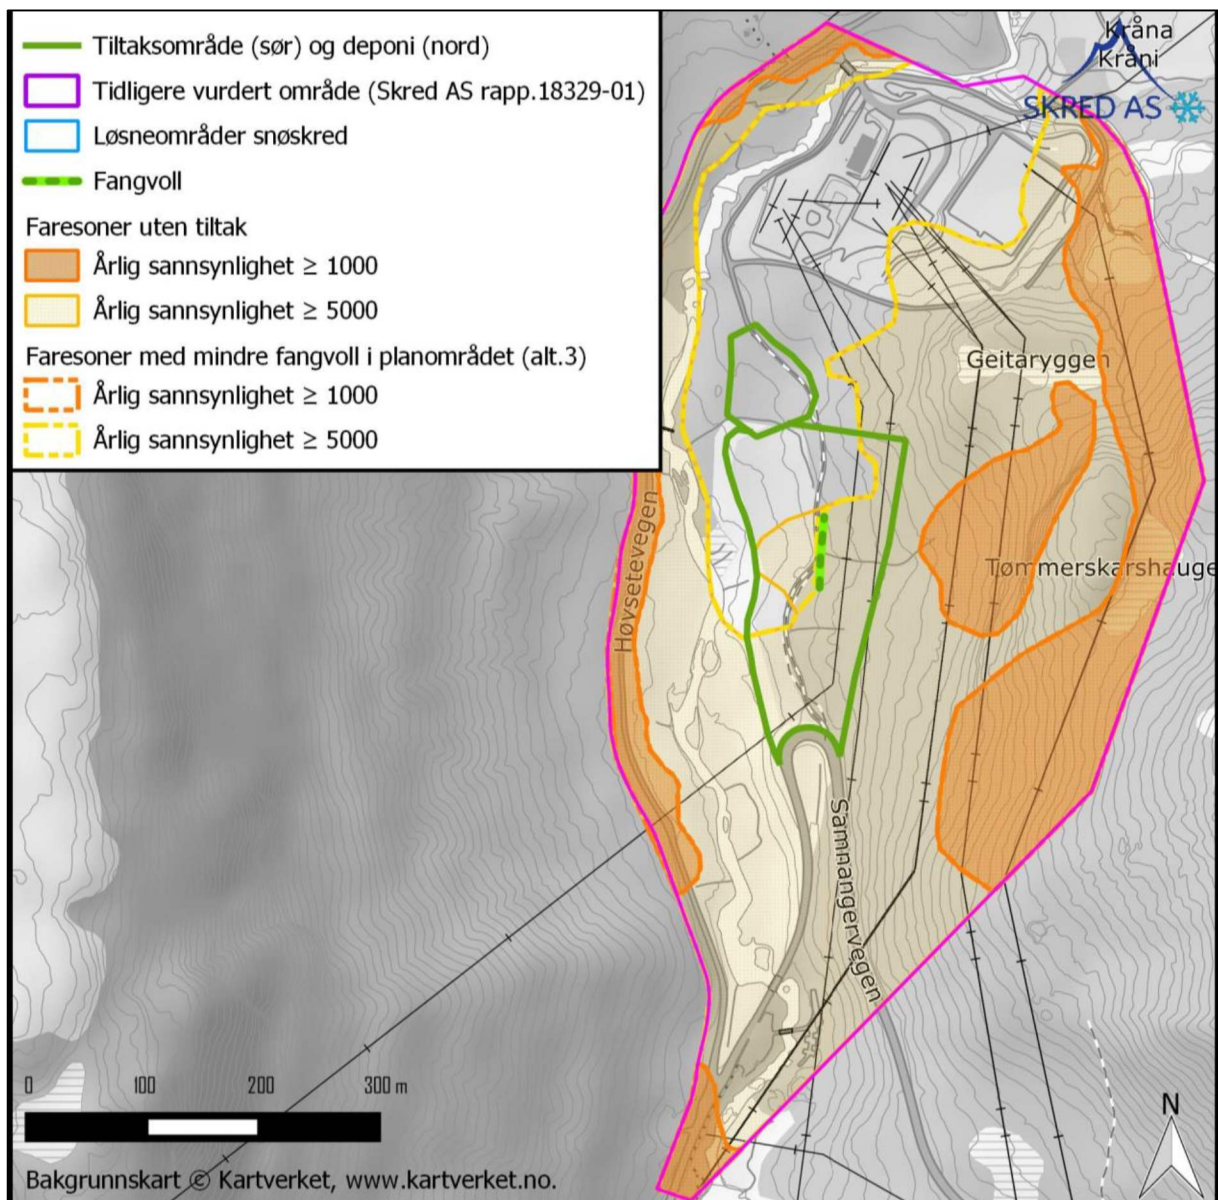 Tiltaksområde (sør) og deponi (nord)
Tidligere vurdert område (Skred AS rapp.18329-01)
Løsneområder snøskred
Fangvoll
Faresoner uten tiltak
Årlig sannsynlighet ≥ 1000
Årlig sannsynlighet ≥ 5000
Faresoner med mindre fangvoll i planområdet (alt.3)
Årlig sannsynlighet ≥ 1000
Årlig sannsynlighet ≥ 5000
Kråna
Kråni
SKRED AS
Geitaryggen
Tømmerskarshauge
Høvsetevegen
Samnangervegen
0 100 200 300 m
N
Bakgrunnskart © Kartverket, www.kartverket.no.